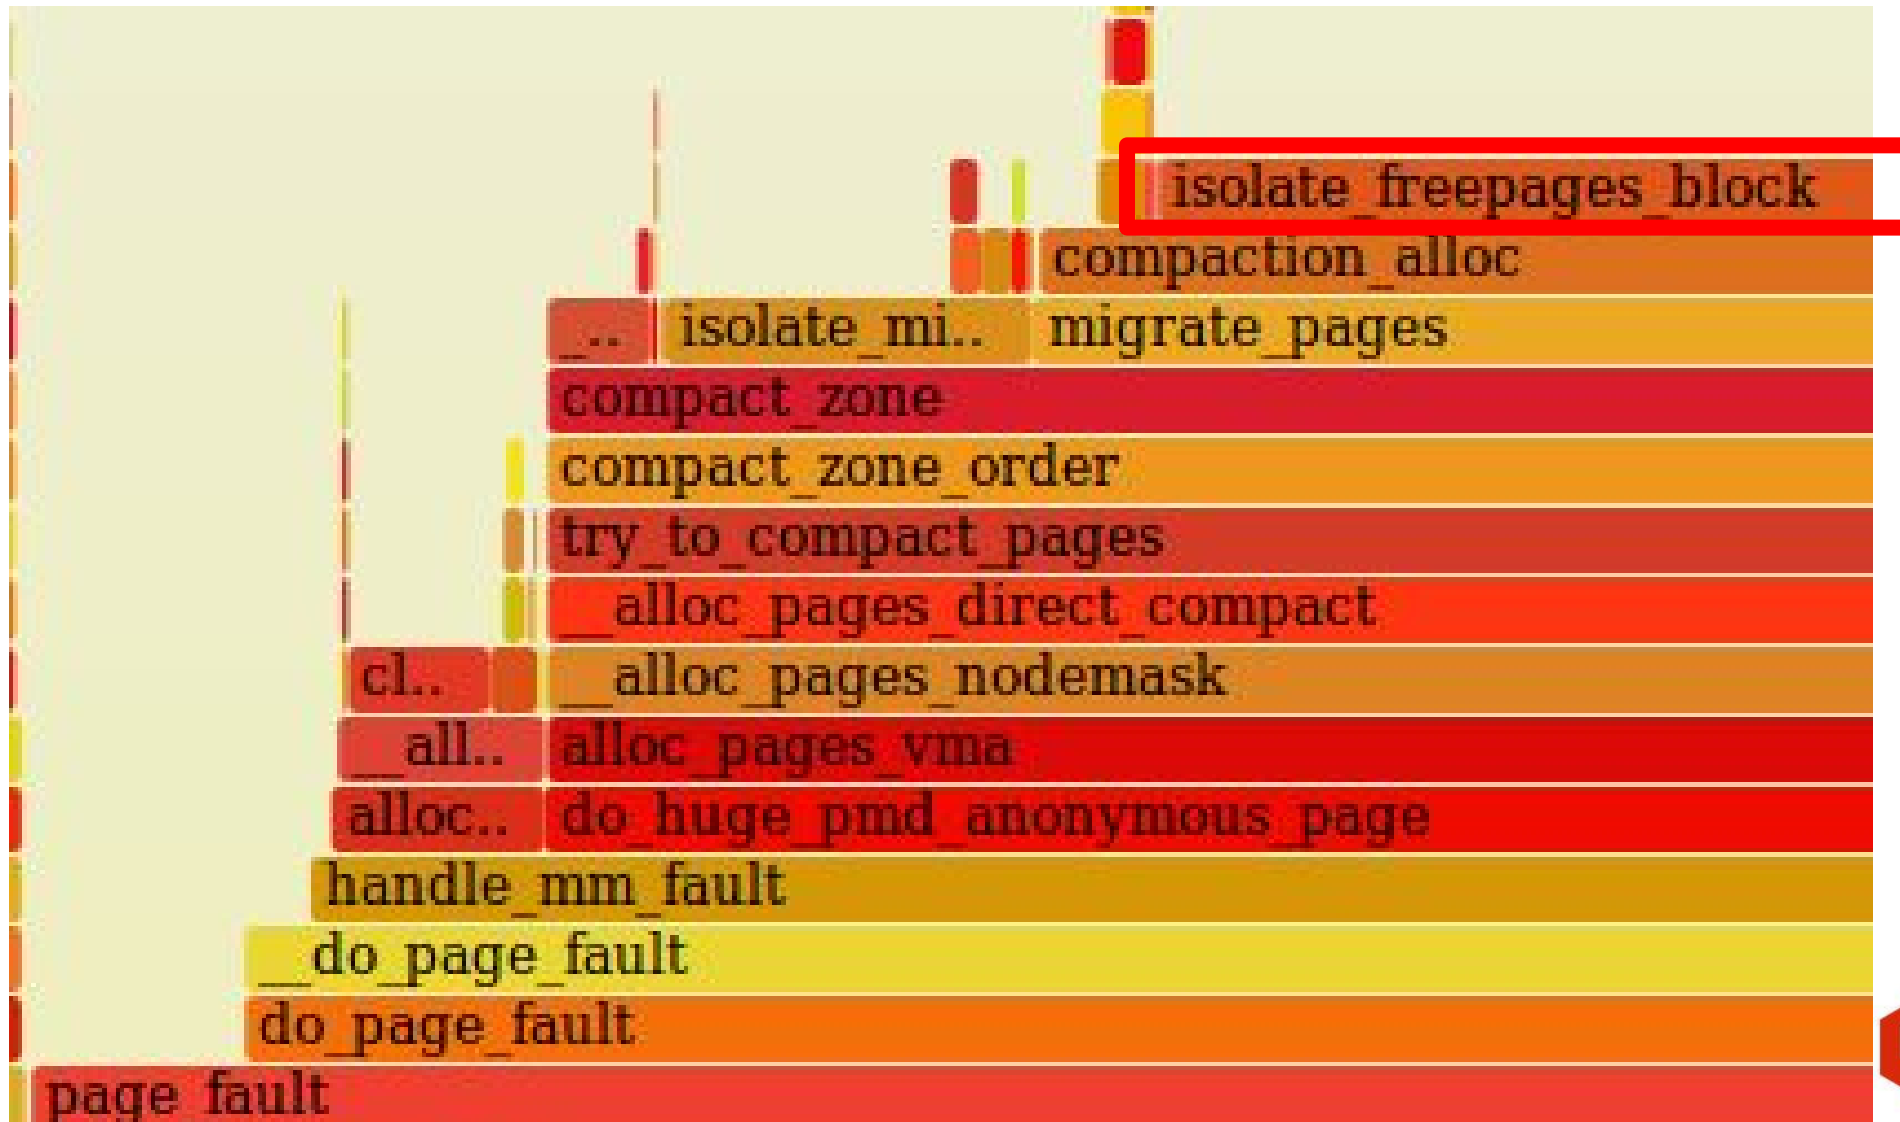 isolate_freepages_block
compaction_alloc
_.. isolate_mi.. migrate_pages
compact_zone
compact_zone_order
try_to_compact_pages
__alloc_pages_direct_compact
cl.. __alloc_pages_nodemask
__all.. alloc_pages_vma
alloc.. do_huge_pmd_anonymous_page
handle_mm_fault
__do_page_fault
do_page_fault
page_fault